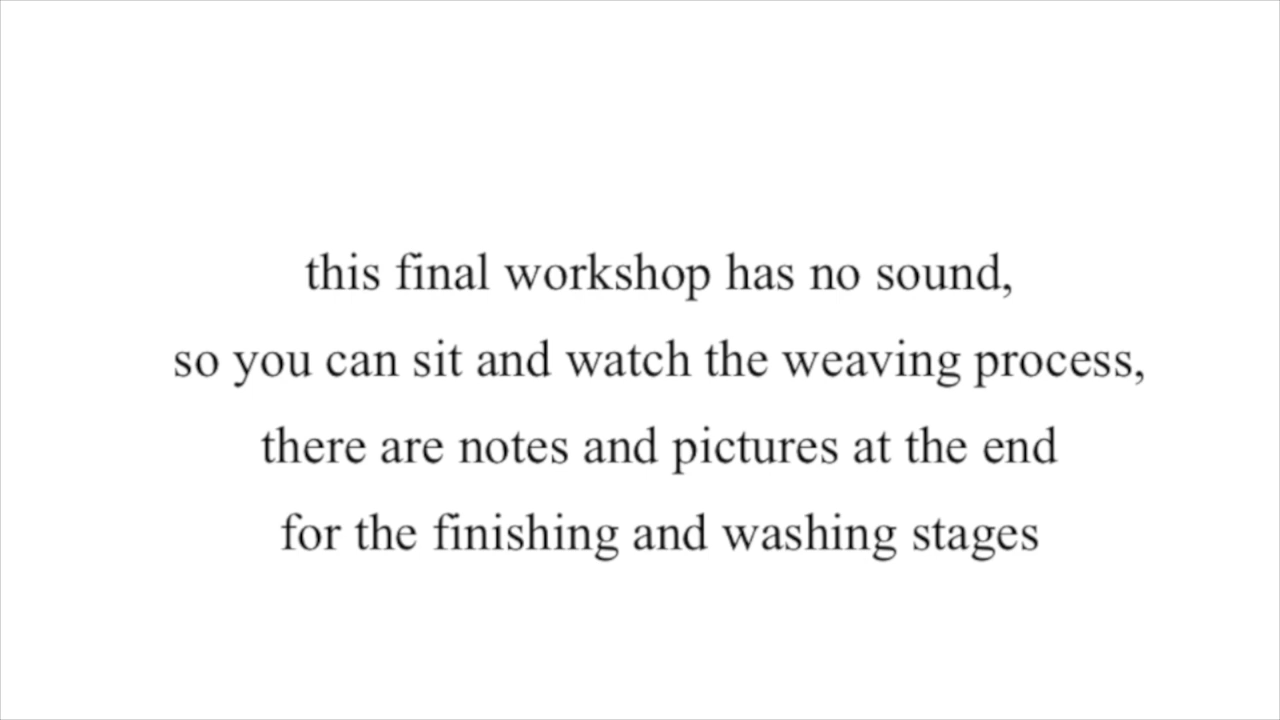 this final workshop has no sound,
so you can sit and watch the weaving process,
there are notes and pictures at the end
for the finishing and washing stages